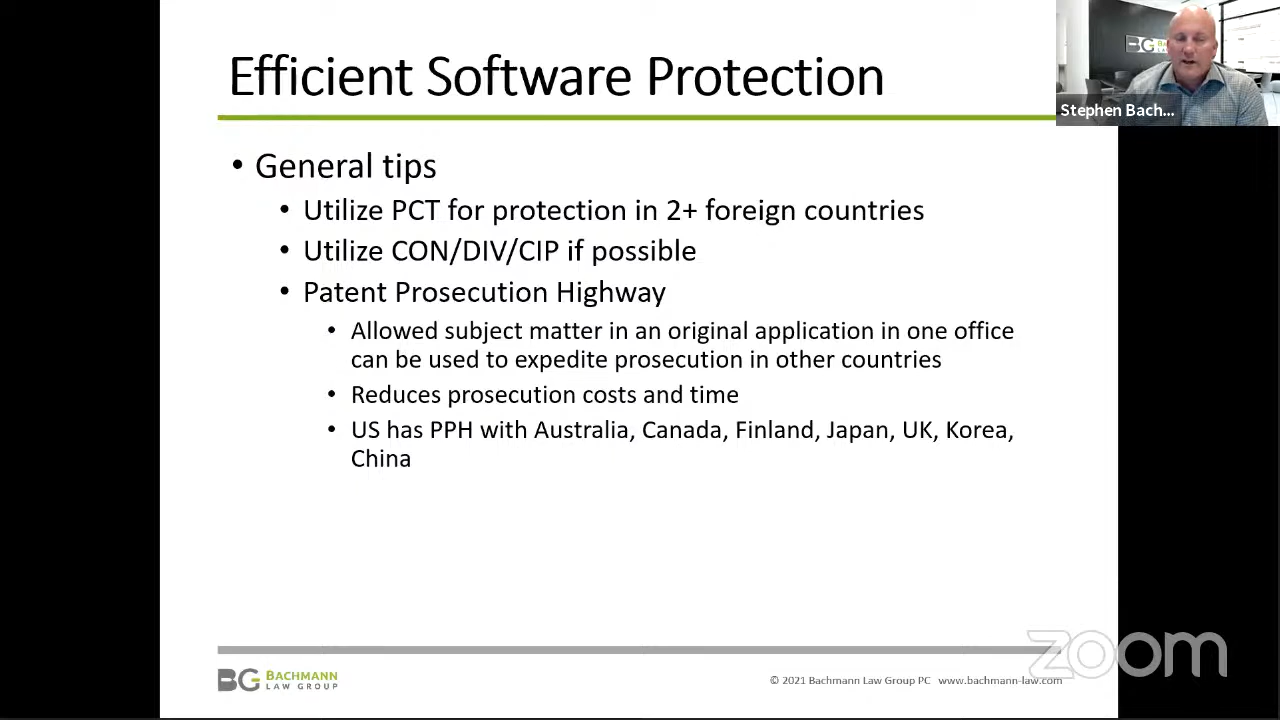 Efficient Software Protection
Stephen Bach...
• General tips
• Utilize PCT for protection in 2+ foreign countries
• Utilize CON/DIV/CIP if possible
• Patent Prosecution Highway
• Allowed subject matter in an original application in one office
can be used to expedite prosecution in other countries
• Reduces prosecution costs and time
• US has PPH with Australia, Canada, Finland, Japan, UK, Korea,
China
zoom
BG BACHMANN
LAW GROUP
© 2021 Bachmann Law Group PC www.bachmann-law.com